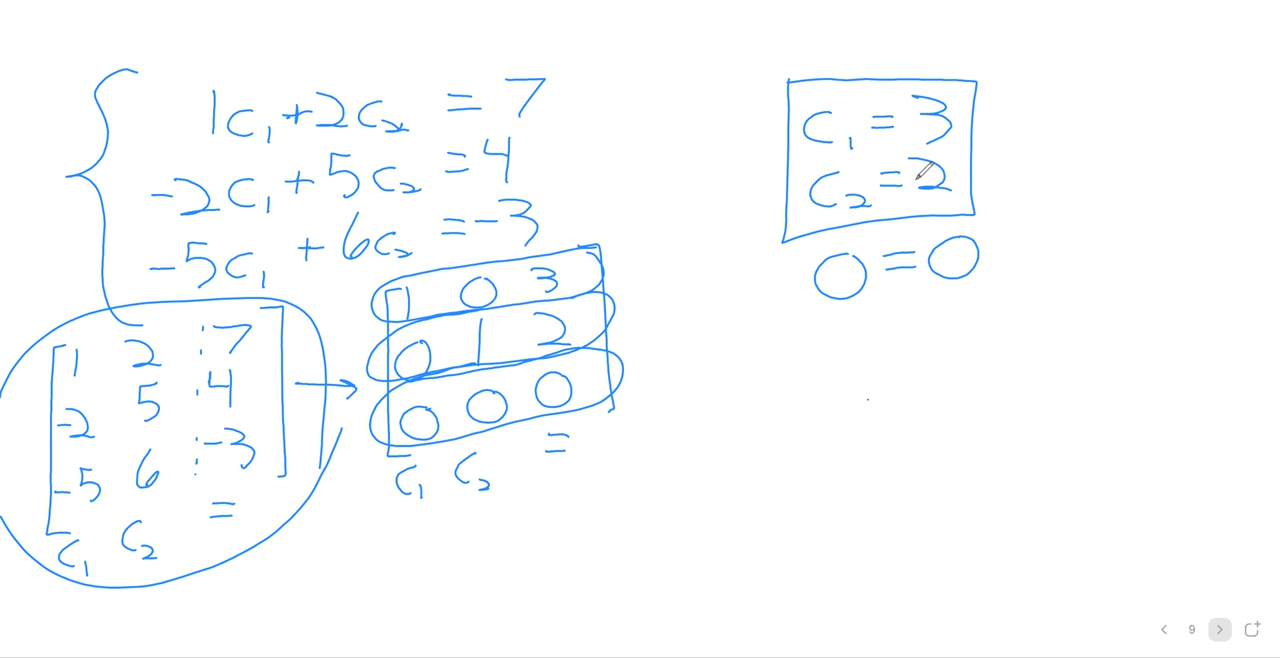 1c₁+2c₂ = 7
-2c₁ + 5c₂ = 4
-5c₁ + 6c₂ = -3
1 2 ⋮ 7
-2 5 ⋮ 4
-5 6 ⋮ -3
c₁ c₂ =
1 0 3
0 1 2
0 0 0
c₁ c₂ =
c₁ = 3
c₂ = 2
0 = 0
9